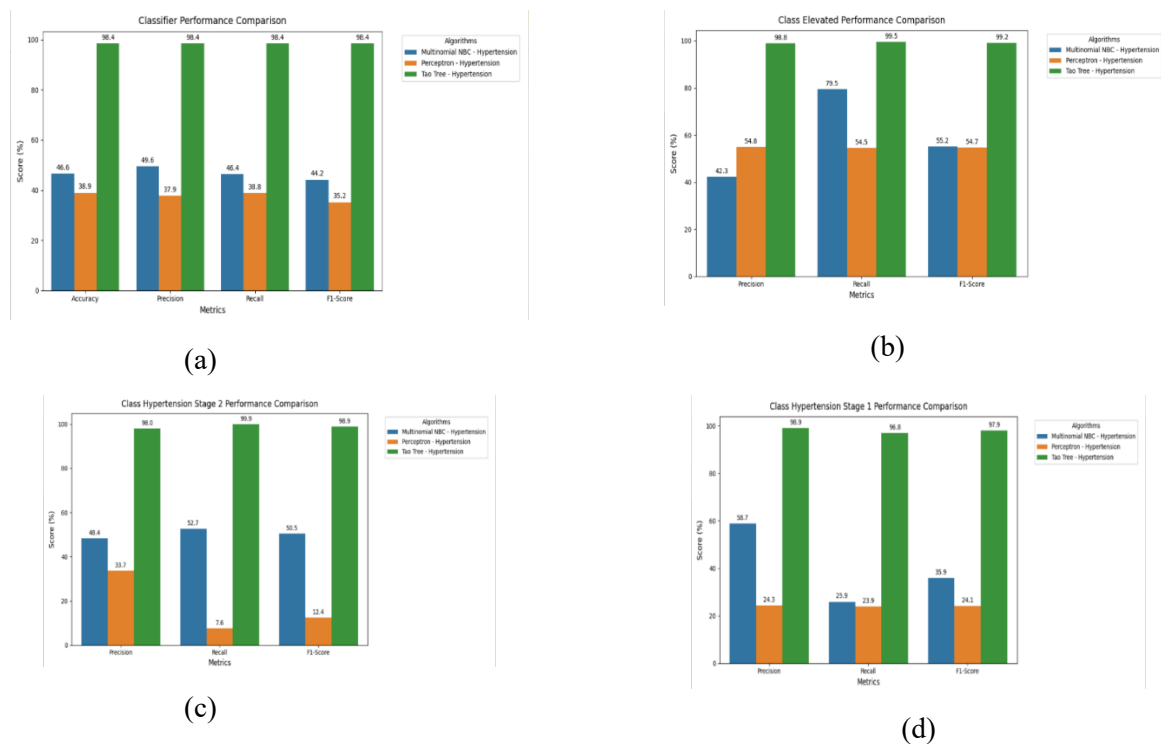 Classifier Performance Comparison
Algorithms
Multinomial NBC - Hypertension
Perceptron - Hypertension
Tao Tree - Hypertension
Score (%)
100
80
60
40
20
0
46.6
38.9
98.4
49.6
37.9
98.4
46.4
38.8
98.4
44.2
35.2
98.4
Accuracy
Precision
Recall
F1-Score
Metrics
(a)
Class Elevated Performance Comparison
Algorithms
Multinomial NBC - Hypertension
Perceptron - Hypertension
Tao Tree - Hypertension
Score (%)
100
80
60
40
20
0
42.3
54.8
98.8
79.5
54.5
99.5
55.2
54.7
99.2
Precision
Recall
F1-Score
Metrics
(b)
Class Hypertension Stage 2 Performance Comparison
Algorithms
Multinomial NBC - Hypertension
Perceptron - Hypertension
Tao Tree - Hypertension
Score (%)
100
80
60
40
20
0
48.4
33.7
98.0
52.7
7.6
99.9
50.5
12.4
98.9
Precision
Recall
F1-Score
Metrics
(c)
Class Hypertension Stage 1 Performance Comparison
Algorithms
Multinomial NBC - Hypertension
Perceptron - Hypertension
Tao Tree - Hypertension
Score (%)
100
80
60
40
20
0
58.7
24.3
98.9
25.9
23.9
96.8
35.9
24.1
97.9
Precision
Recall
F1-Score
Metrics
(d)